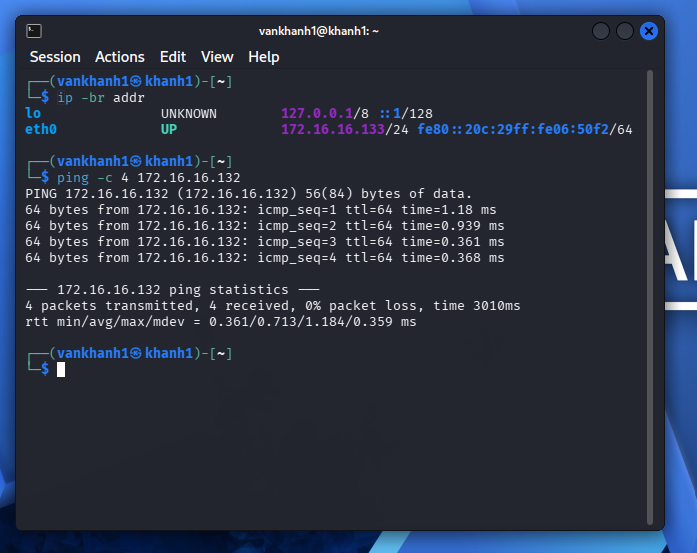 vankhanh1@khanh1: ~
Session Actions Edit View Help
┌──(vankhanh1㉿khanh1)-[~]
└─$ ip -br addr
lo UNKNOWN 127.0.0.1/8 ::1/128
eth0 UP 172.16.16.133/24 fe80::20c:29ff:fe06:50f2/64
┌──(vankhanh1㉿khanh1)-[~]
└─$ ping -c 4 172.16.16.132
PING 172.16.16.132 (172.16.16.132) 56(84) bytes of data.
64 bytes from 172.16.16.132: icmp_seq=1 ttl=64 time=1.18 ms
64 bytes from 172.16.16.132: icmp_seq=2 ttl=64 time=0.939 ms
64 bytes from 172.16.16.132: icmp_seq=3 ttl=64 time=0.361 ms
64 bytes from 172.16.16.132: icmp_seq=4 ttl=64 time=0.368 ms
--- 172.16.16.132 ping statistics ---
4 packets transmitted, 4 received, 0% packet loss, time 3010ms
rtt min/avg/max/mdev = 0.361/0.713/1.184/0.359 ms
┌──(vankhanh1㉿khanh1)-[~]
└─$